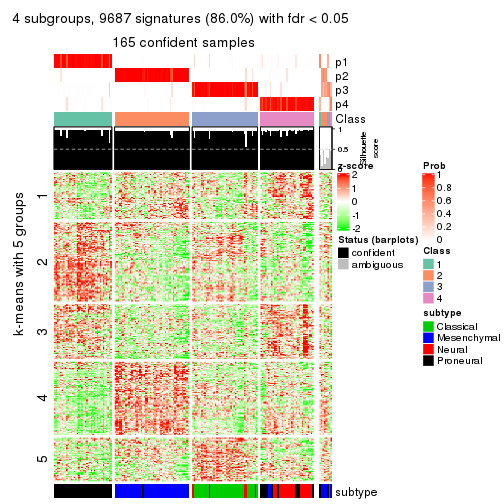 4 subgroups, 9687 signatures (86.0%) with fdr < 0.05
165 confident samples
p1
p2
p3
p4
Class
1
0.5
0
Silhouette
score
k-means with 5 groups
1
2
3
4
5
subtype
z-score
2
1
0
-1
-2
Status (barplots)
confident
ambiguous
Prob
1
0.8
0.6
0.4
0.2
0
Class
1
2
3
4
subtype
Classical
Mesenchymal
Neural
Proneural